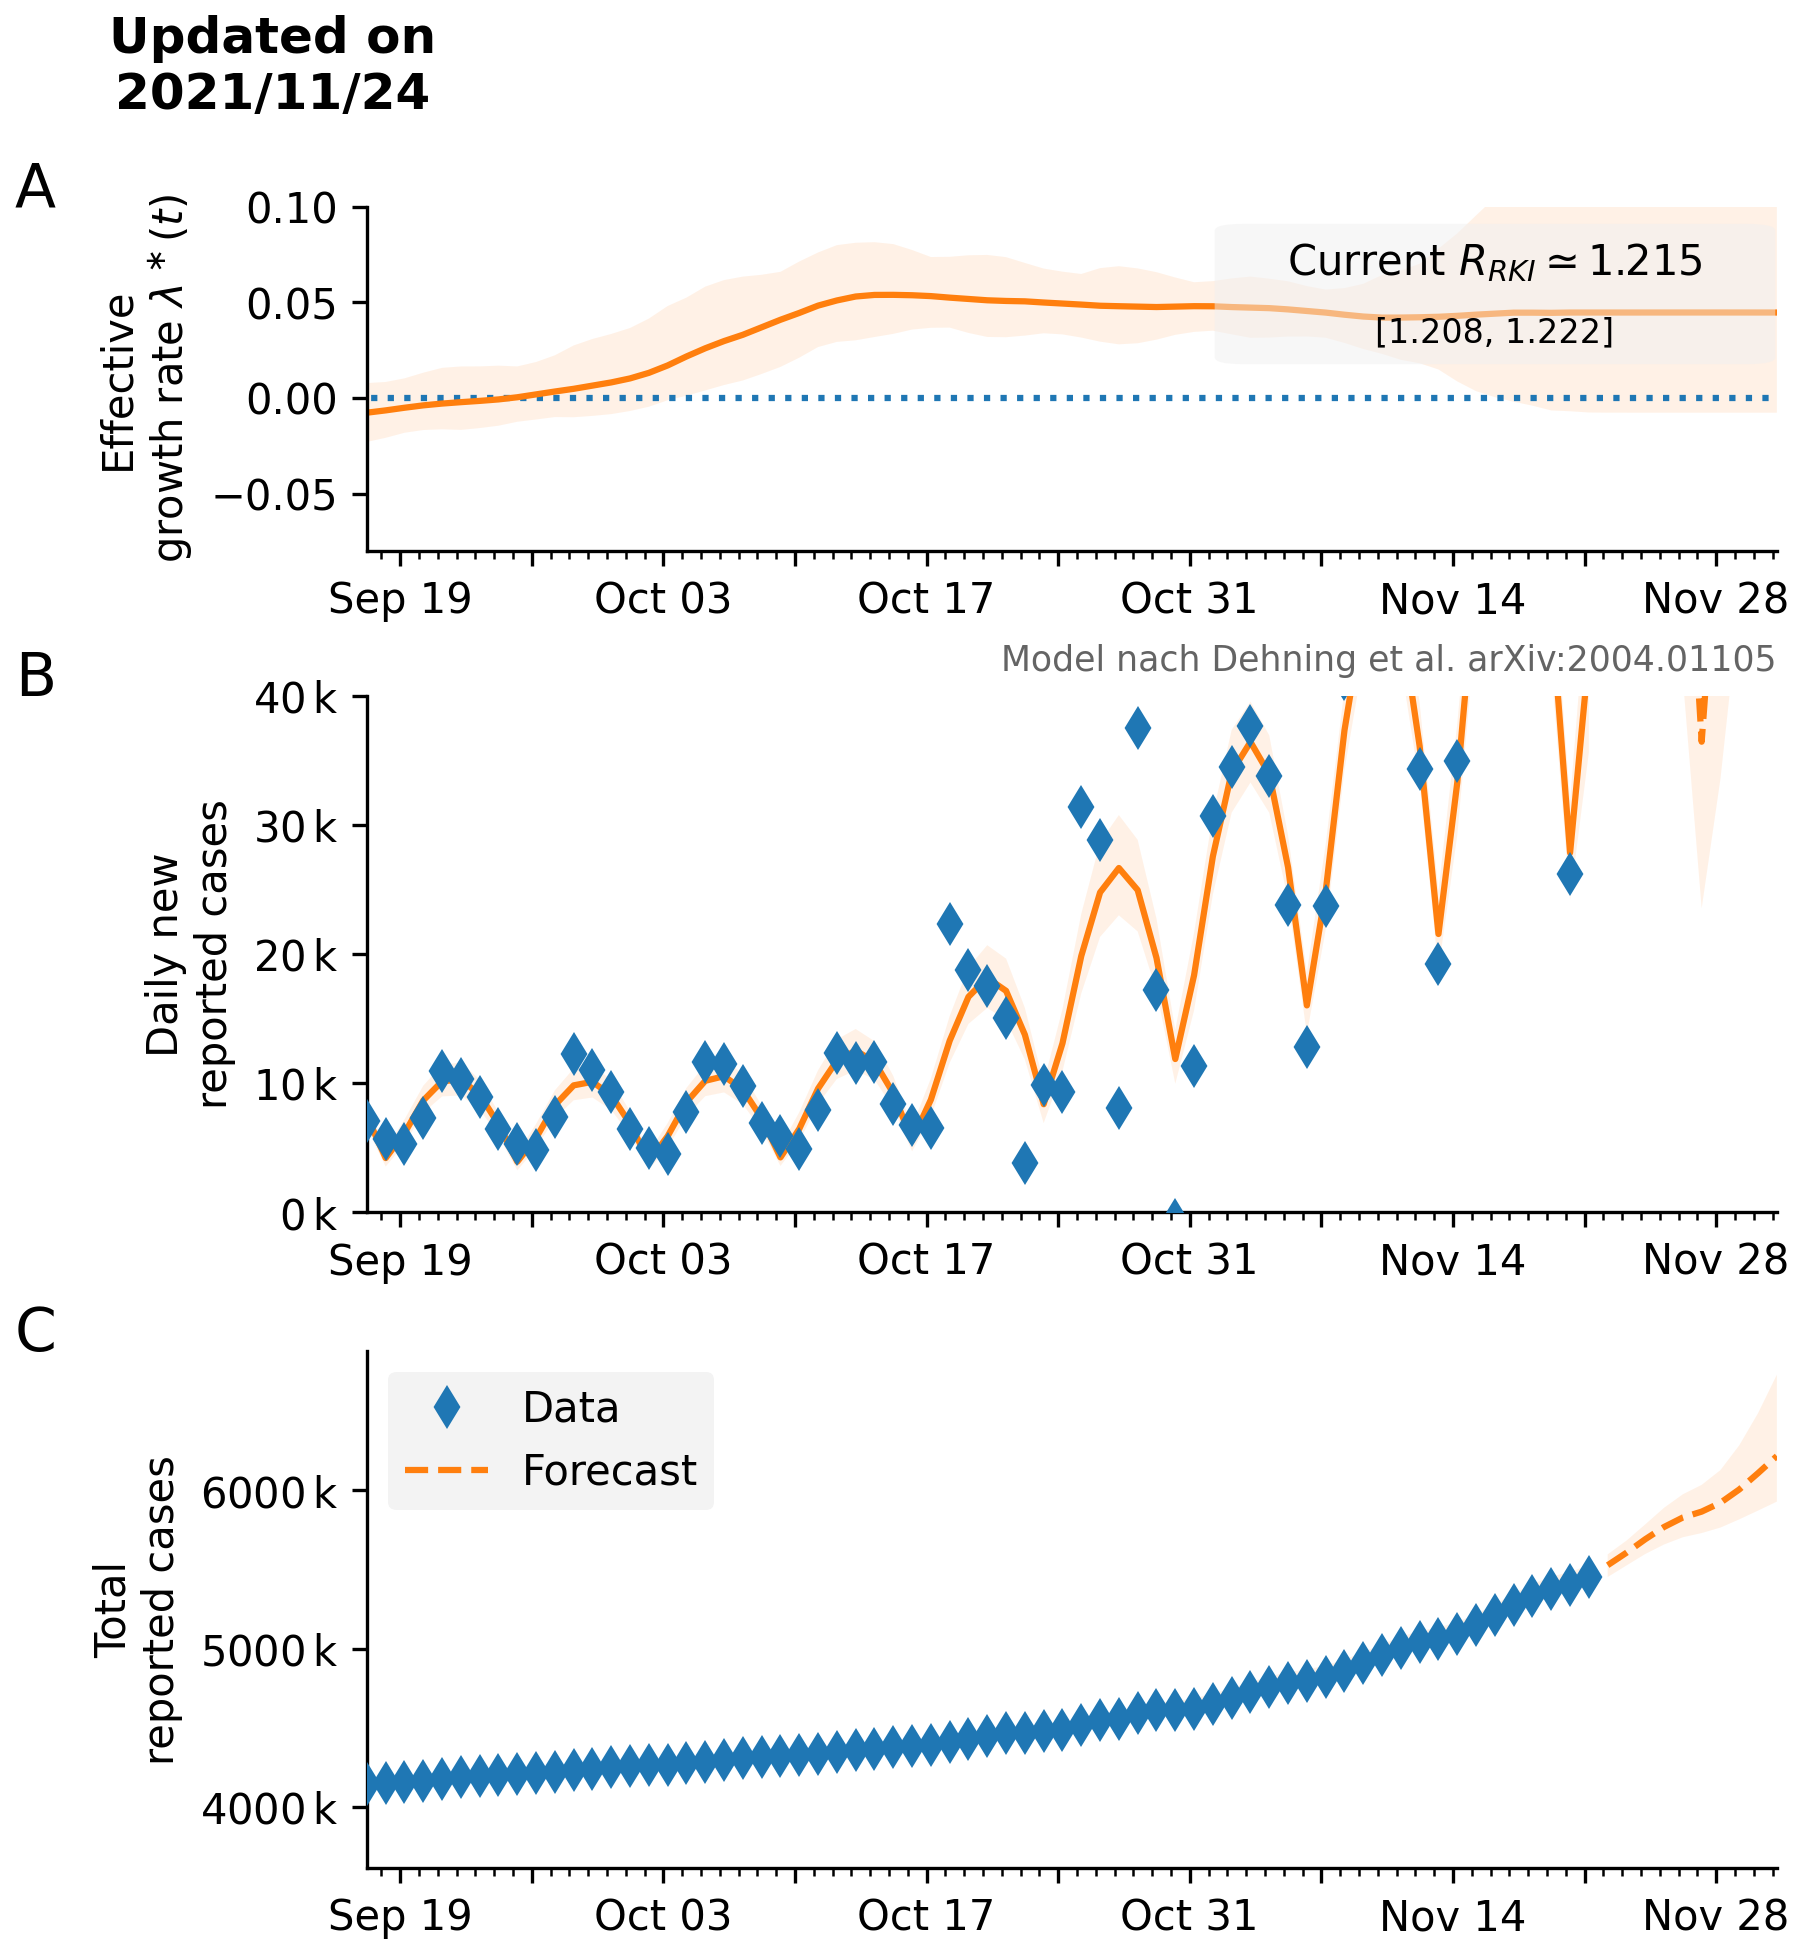 Updated on
2021/11/24
A
Effective
growth rate λ * (t)
0.10
0.05
0.00
−0.05
Current R_RKI ≃ 1.215
[1.208, 1.222]
Sep 19 Oct 03 Oct 17 Oct 31 Nov 14 Nov 28
Model nach Dehning et al. arXiv:2004.01105
B
Daily new
reported cases
40 k
30 k
20 k
10 k
0 k
Sep 19 Oct 03 Oct 17 Oct 31 Nov 14 Nov 28
C
Total
reported cases
Data
Forecast
6000 k
5000 k
4000 k
Sep 19 Oct 03 Oct 17 Oct 31 Nov 14 Nov 28